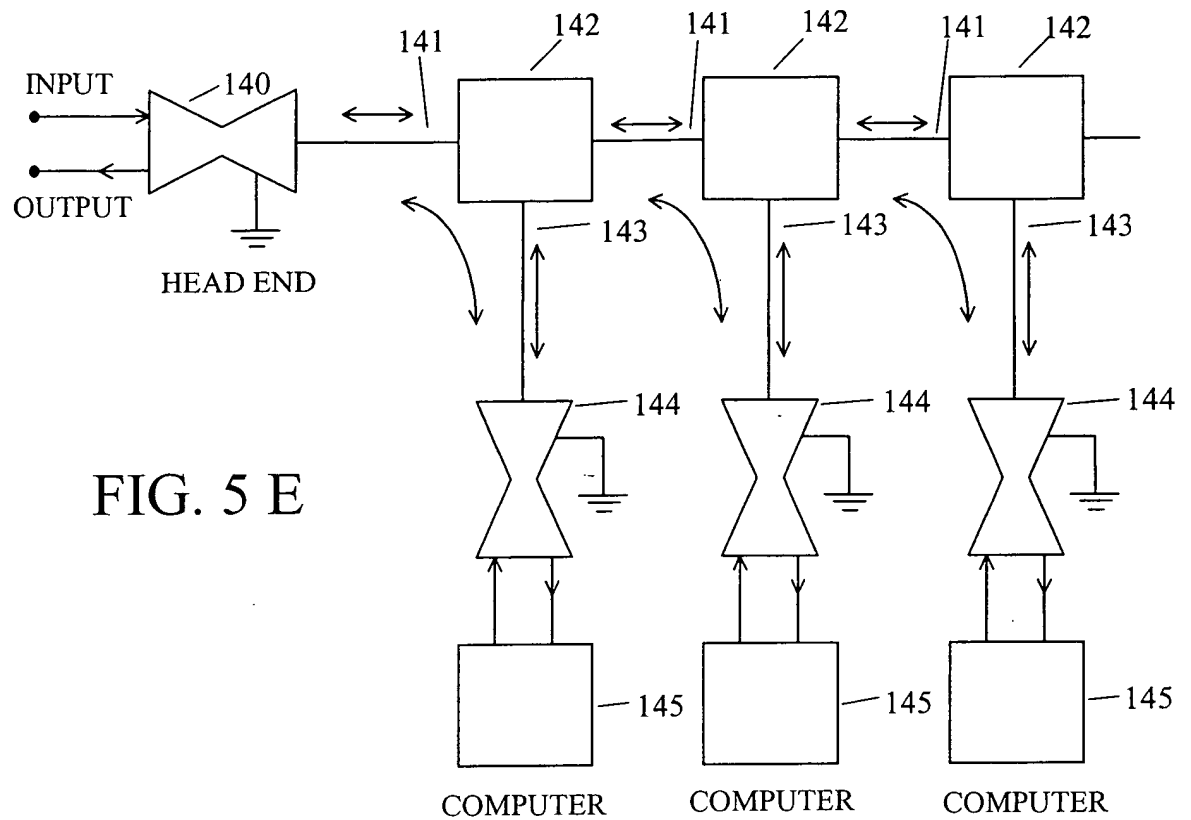 141 142 142 141 142
INPUT 140 141
OUTPUT
143 143 143
HEAD END
144 144 144
FIG. 5 E
145 145 145
COMPUTER COMPUTER COMPUTER